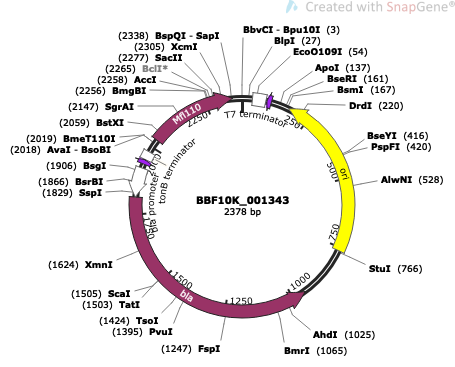 Created with SnapGene®
(2338) BspQI - SapI
(2305) XcmI
(2277) SacII
(2265) BclI*
(2258) AccI
(2256) BmgBI
(2147) SgrAI
(2059) BstXI
(2019) BmeT110I
(2018) AvaI - BsoBI
(1906) BsgI
(1866) BsrBI
(1829) SspI
(1624) XmnI
(1505) ScaI
(1503) TatI
(1424) TsoI
(1395) PvuI
(1247) FspI
BbvCI - Bpu10I (3)
BlpI (27)
EcoO109I (54)
ApoI (137)
BseRI (161)
BsmI (167)
DrdI (220)
BseYI (416)
PspFI (420)
AlwNI (528)
StuI (766)
AhdI (1025)
BmrI (1065)
Mfl110
T7 terminator
tonB terminator
bla promoter
bla
ori
250
500
750
1000
1250
1500
2000
2250
BBF10K_001343
2378 bp